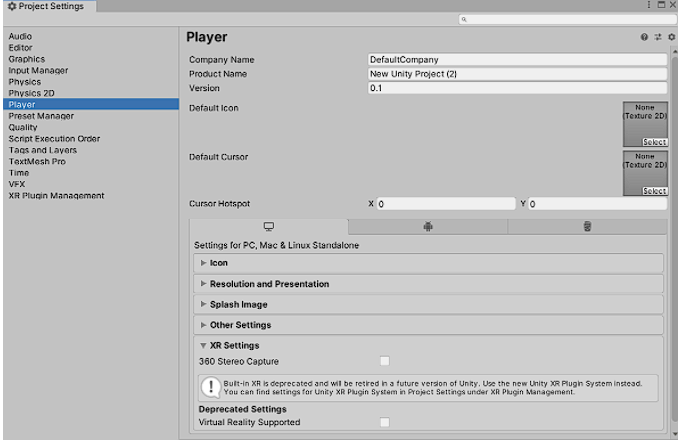 Project Settings
Audio
Editor
Graphics
Input Manager
Physics
Physics 2D
Player
Preset Manager
Quality
Script Execution Order
Tags and Layers
TextMesh Pro
Time
VFX
XR Plugin Management
Player
Company Name DefaultCompany
Product Name New Unity Project (2)
Version 0.1
Default Icon
None
(Texture 2D)
Select
Default Cursor
None
(Texture 2D)
Select
Cursor Hotspot X 0 Y 0
Settings for PC, Mac & Linux Standalone
Icon
Resolution and Presentation
Splash Image
Other Settings
XR Settings
360 Stereo Capture
Built-in XR is deprecated and will be retired in a future version of Unity. Use the new Unity XR Plugin System instead.
You can find settings for Unity XR Plugin System in Project Settings under XR Plugin Management.
Deprecated Settings
Virtual Reality Supported